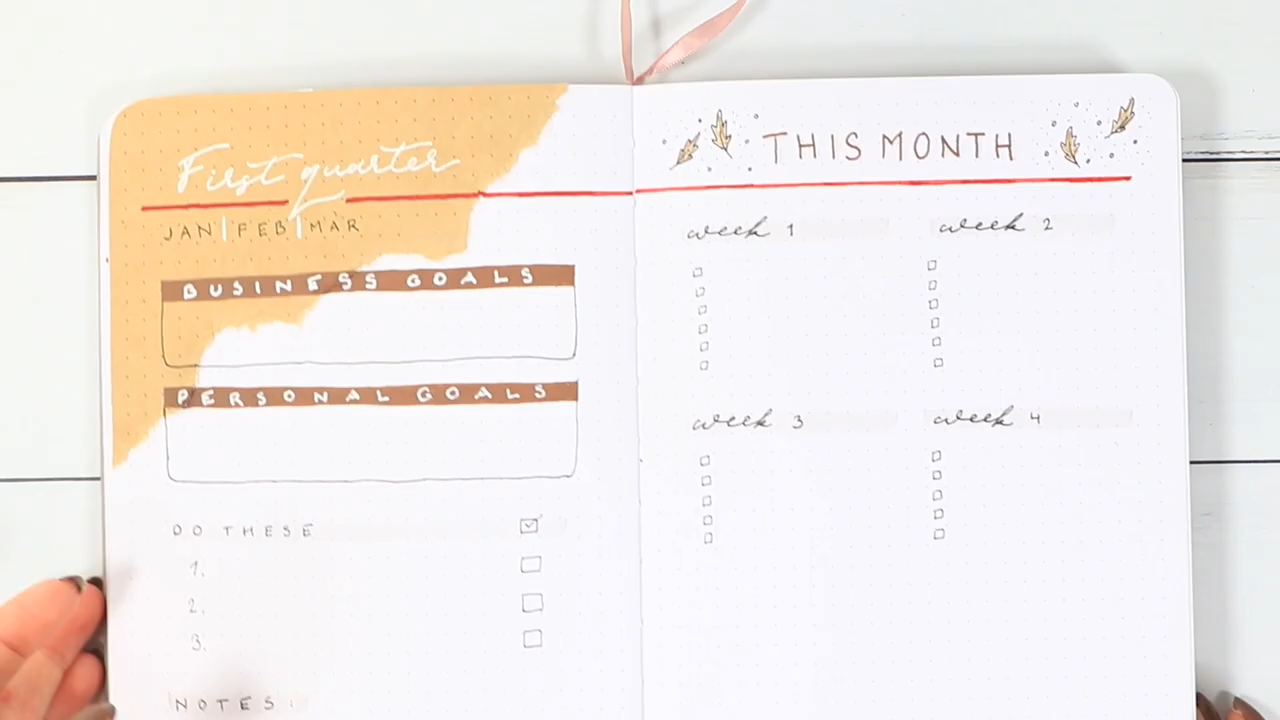 First quarter
JAN|FEB|MAR
BUSINESS GOALS
PERSONAL GOALS
DO THESE
1.
2.
3.
NOTES:
THIS MONTH
week 1
week 2
week 3
week 4